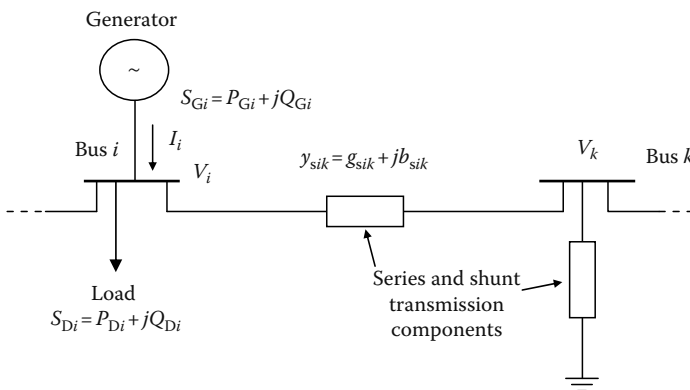 Generator
~
S_Gi = P_Gi + jQ_Gi
I_i
Bus i
V_i
y_sik = g_sik + jb_sik
V_k
Bus k
Load
S_Di = P_Di + jQ_Di
Series and shunt
transmission
components